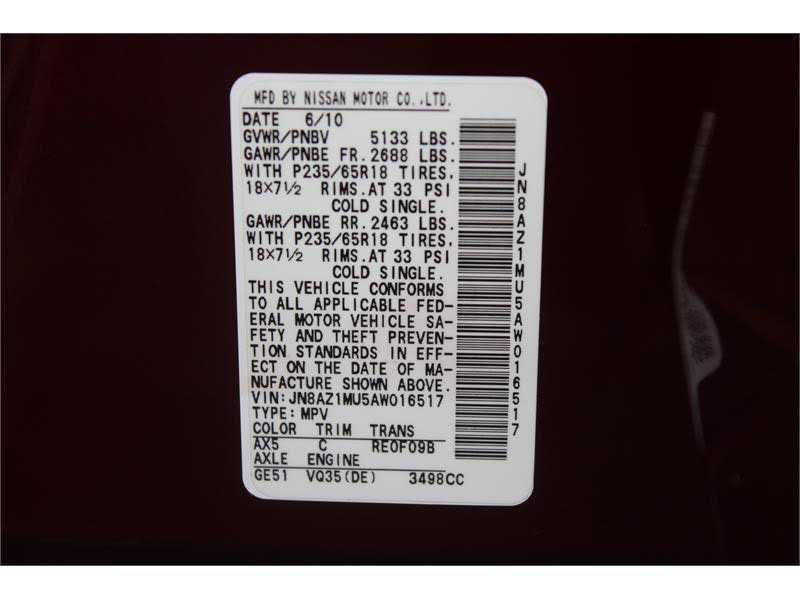 MFD BY NISSAN MOTOR CO.,LTD.
DATE 6/10
GVWR/PNBV 5133 LBS.
GAWR/PNBE FR. 2688 LBS.
WITH P235/65R18 TIRES,
18×7½ RIMS.AT 33 PSI
COLD SINGLE.
GAWR/PNBE RR. 2463 LBS.
WITH P235/65R18 TIRES,
18×7½ RIMS.AT 33 PSI
COLD SINGLE.
THIS VEHICLE CONFORMS
TO ALL APPLICABLE FED-
ERAL MOTOR VEHICLE SA-
FETY AND THEFT PREVEN-
TION STANDARDS IN EFF-
ECT ON THE DATE OF MA-
NUFACTURE SHOWN ABOVE.
VIN:JN8AZ1MU5AW016517
TYPE:MPV
COLOR TRIM TRANS
AX5 C RE0F09B
AXLE ENGINE
GE51 VQ35(DE) 3498CC
JN8AZ1MU5AW016517